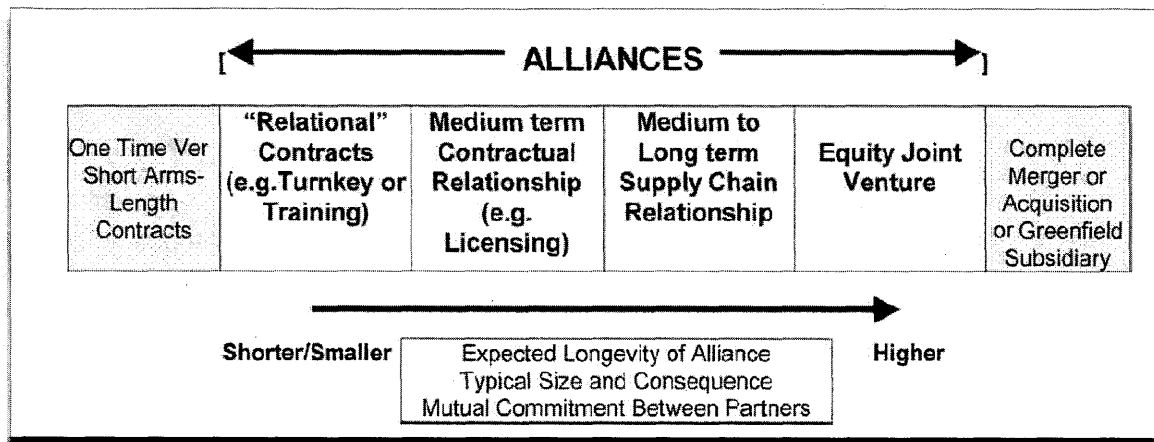 [ ALLIANCES ]
One Time Ver
Short Arms-
Length
Contracts
“Relational”
Contracts
(e.g.Turnkey or
Training)
Medium term
Contractual
Relationship
(e.g.
Licensing)
Medium to
Long term
Supply Chain
Relationship
Equity Joint
Venture
Complete
Merger or
Acquisition
or Greenfield
Subsidiary
Shorter/Smaller
Expected Longevity of Alliance
Typical Size and Consequence
Mutual Commitment Between Partners
Higher